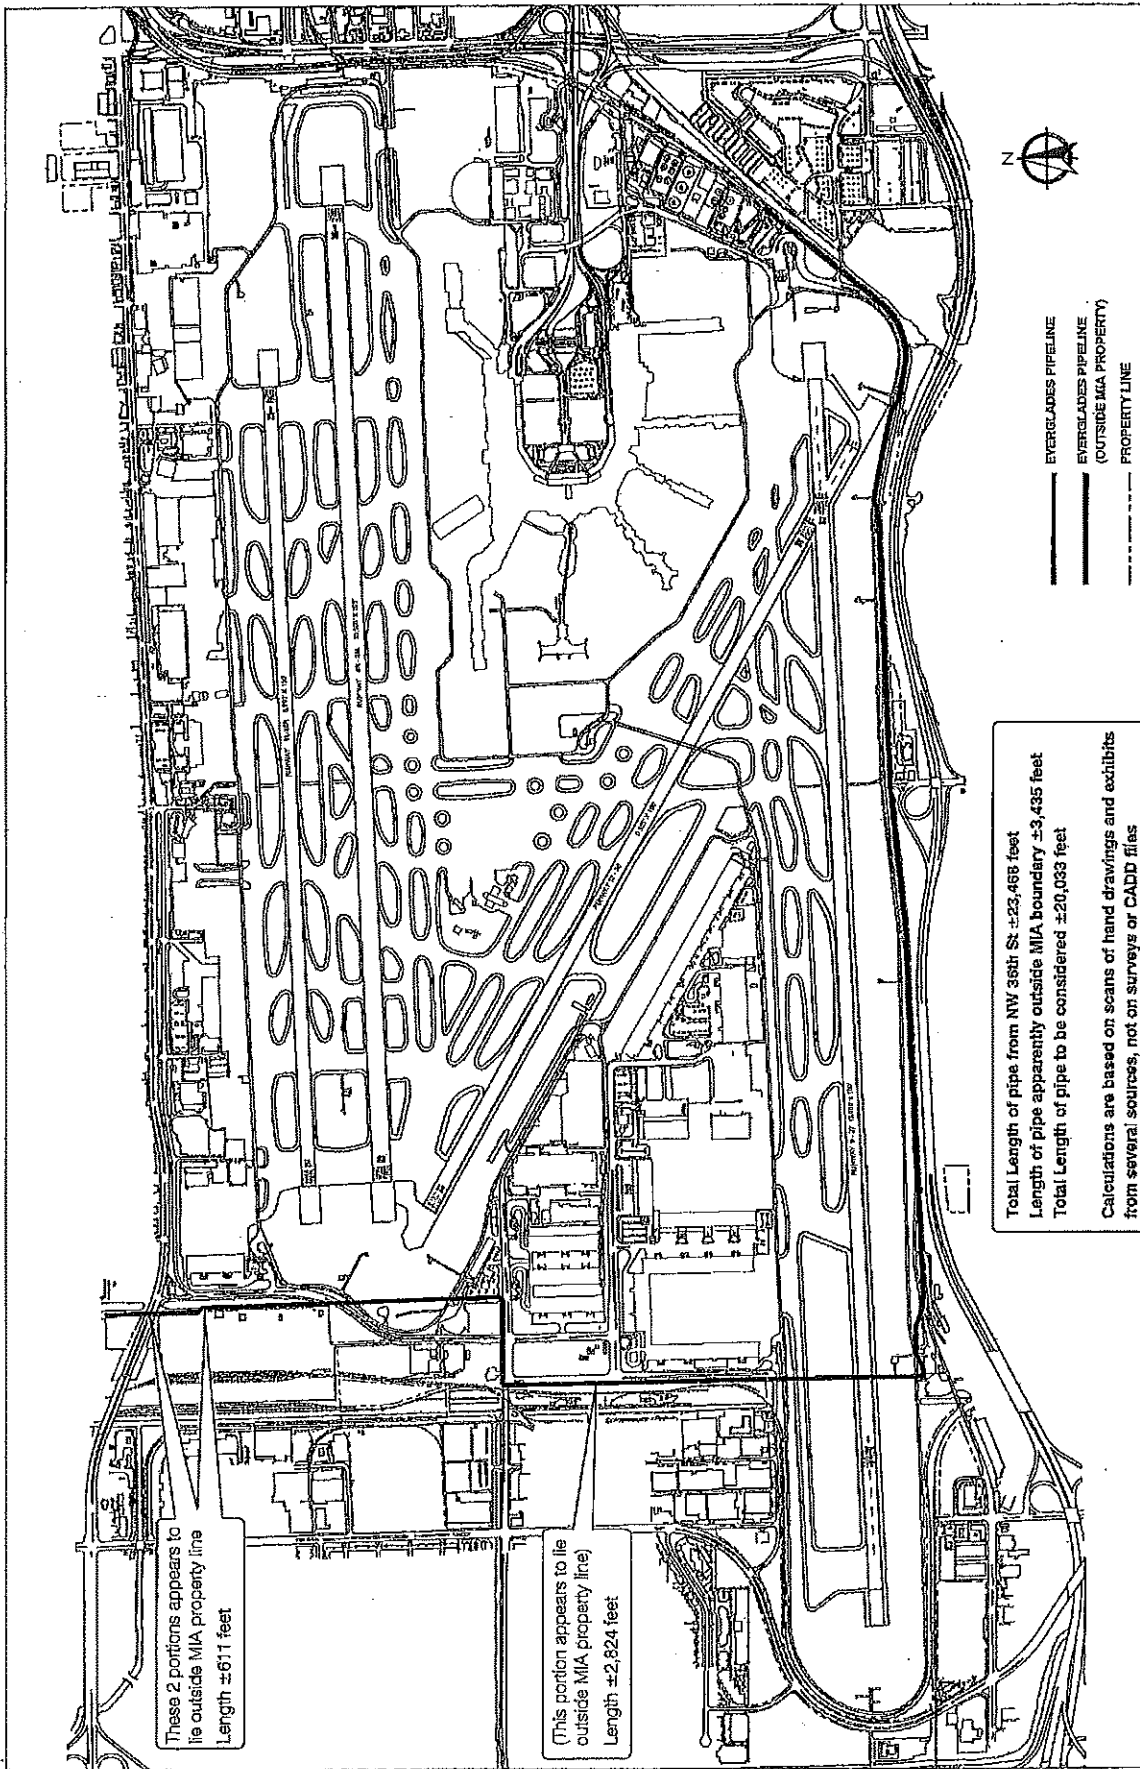 N
EVERGLADES PIPELINE
EVERGLADES PIPELINE
(OUTSIDE MIA PROPERTY)
PROPERTY LINE
These 2 portions appears to
lie outside MIA property line
Length ±611 feet
(This portion appears to lie
outside MIA property line)
Length ±2,824 feet
Total Length of pipe from NW 36th St ±23,468 feet
Length of pipe apparently outside MIA boundary ±3,435 feet
Total Length of pipe to be considered ±20,033 feet
Calculations are based on scans of hand drawings and exhibits
from several sources, not on surveys or CADD files